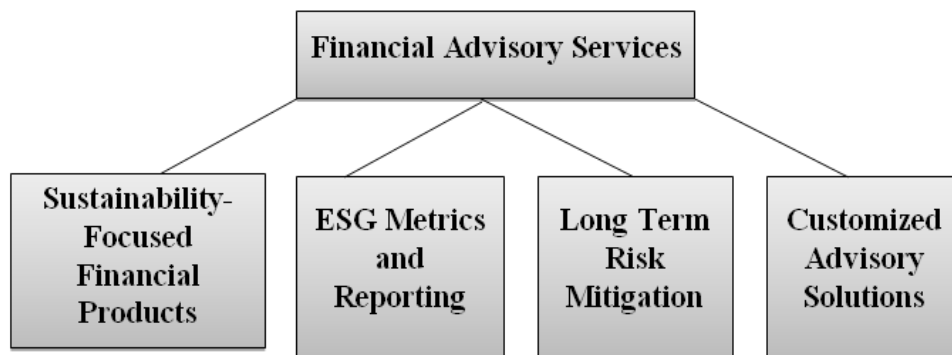 Financial Advisory Services
Sustainability-
Focused
Financial
Products
ESG Metrics
and
Reporting
Long Term
Risk
Mitigation
Customized
Advisory
Solutions